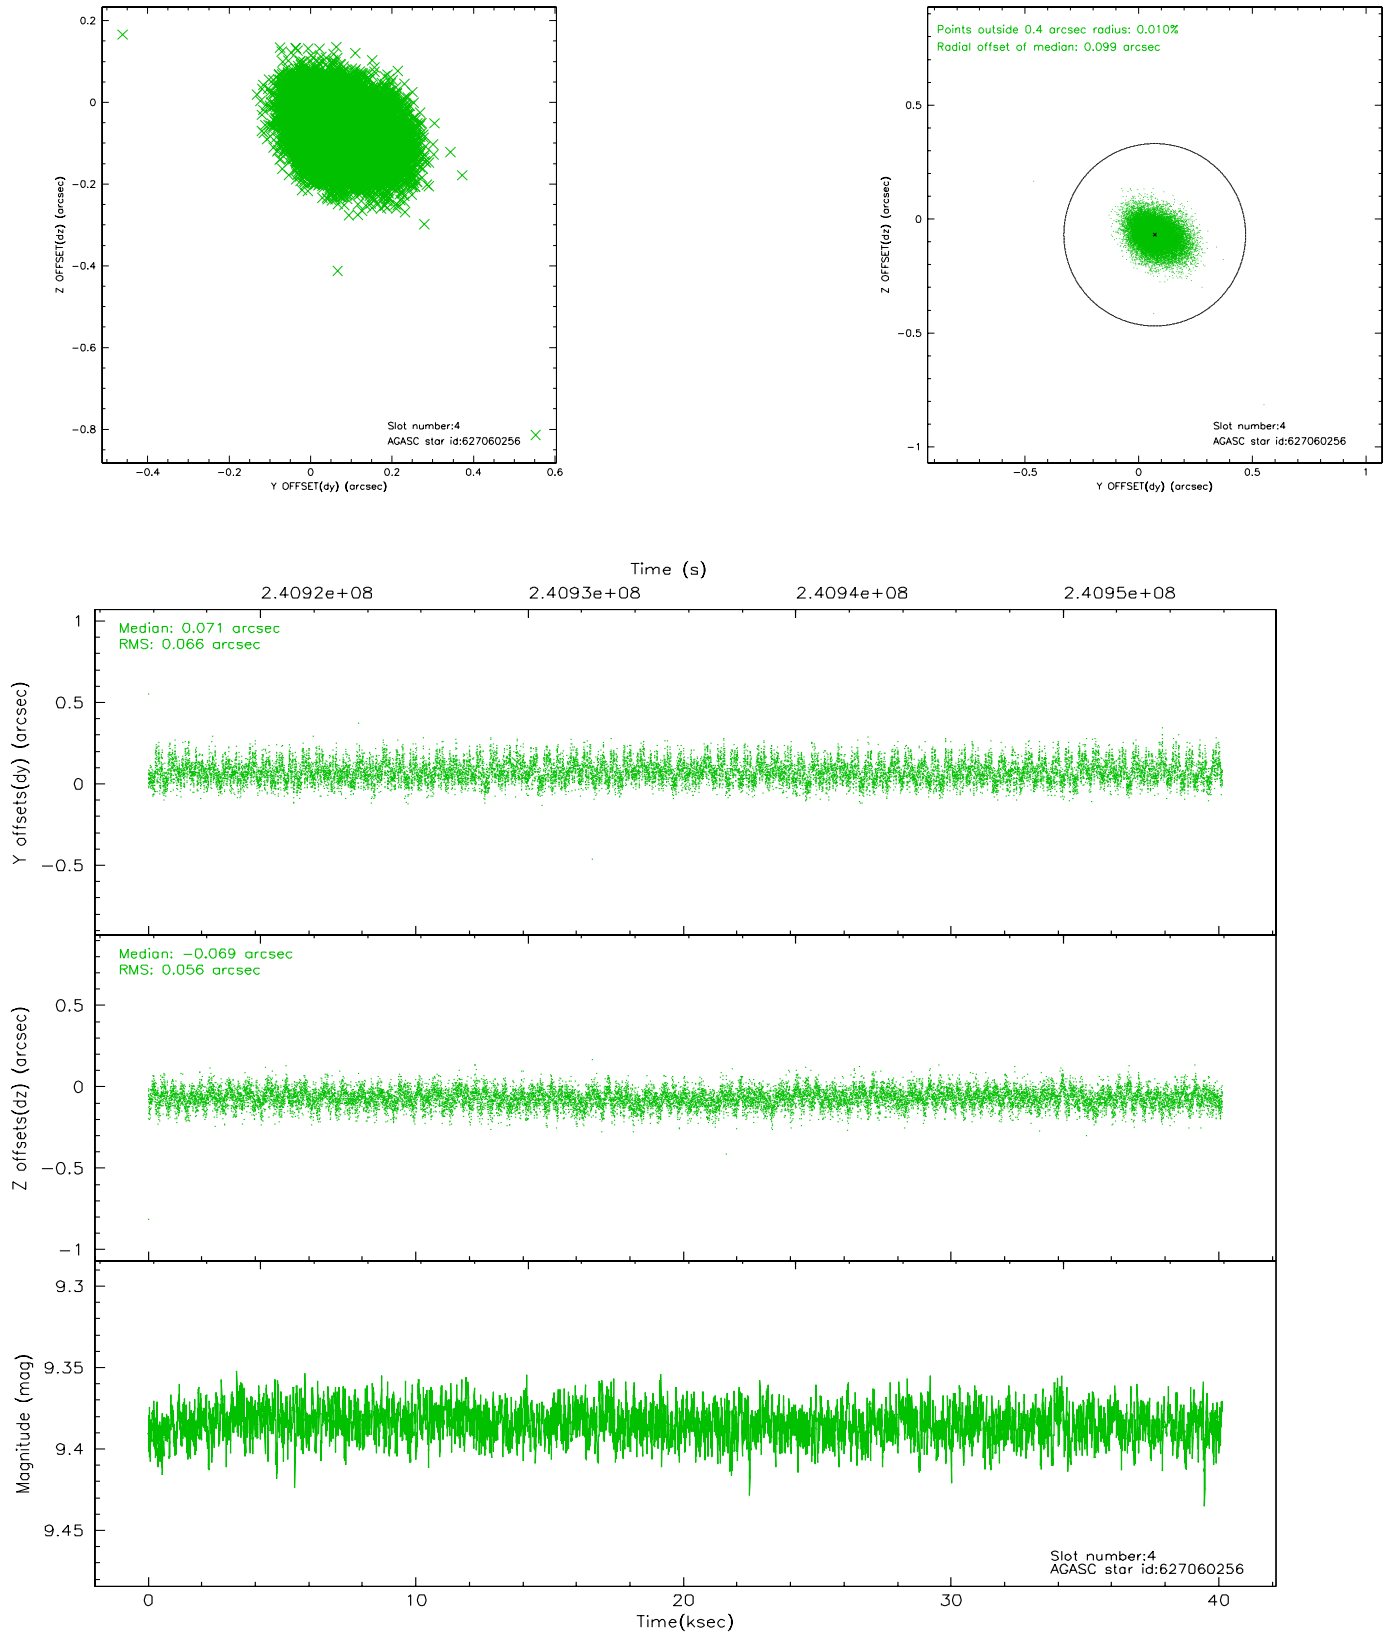 0.2
0
-0.2
-0.4
-0.6
-0.8
Z OFFSET(dz) (arcsec)
-0.4 -0.2 0 0.2 0.4 0.6
Y OFFSET(dy) (arcsec)
Slot number:4
AGASC star id:627060256
Points outside 0.4 arcsec radius: 0.010%
Radial offset of median: 0.099 arcsec
0.5
0
-0.5
-1
Z OFFSET(dz) (arcsec)
-0.5 0 0.5 1
Y OFFSET(dy) (arcsec)
Slot number:4
AGASC star id:627060256
Time (s)
2.4092e+08 2.4093e+08 2.4094e+08 2.4095e+08
Median: 0.071 arcsec
RMS: 0.066 arcsec
1
0.5
0
-0.5
Y offsets(dy) (arcsec)
Median: -0.069 arcsec
RMS: 0.056 arcsec
0.5
0
-0.5
-1
Z offsets(dz) (arcsec)
9.3
9.35
9.4
9.45
Magnitude (mag)
Slot number:4
AGASC star id:627060256
0 10 20 30 40
Time(ksec)